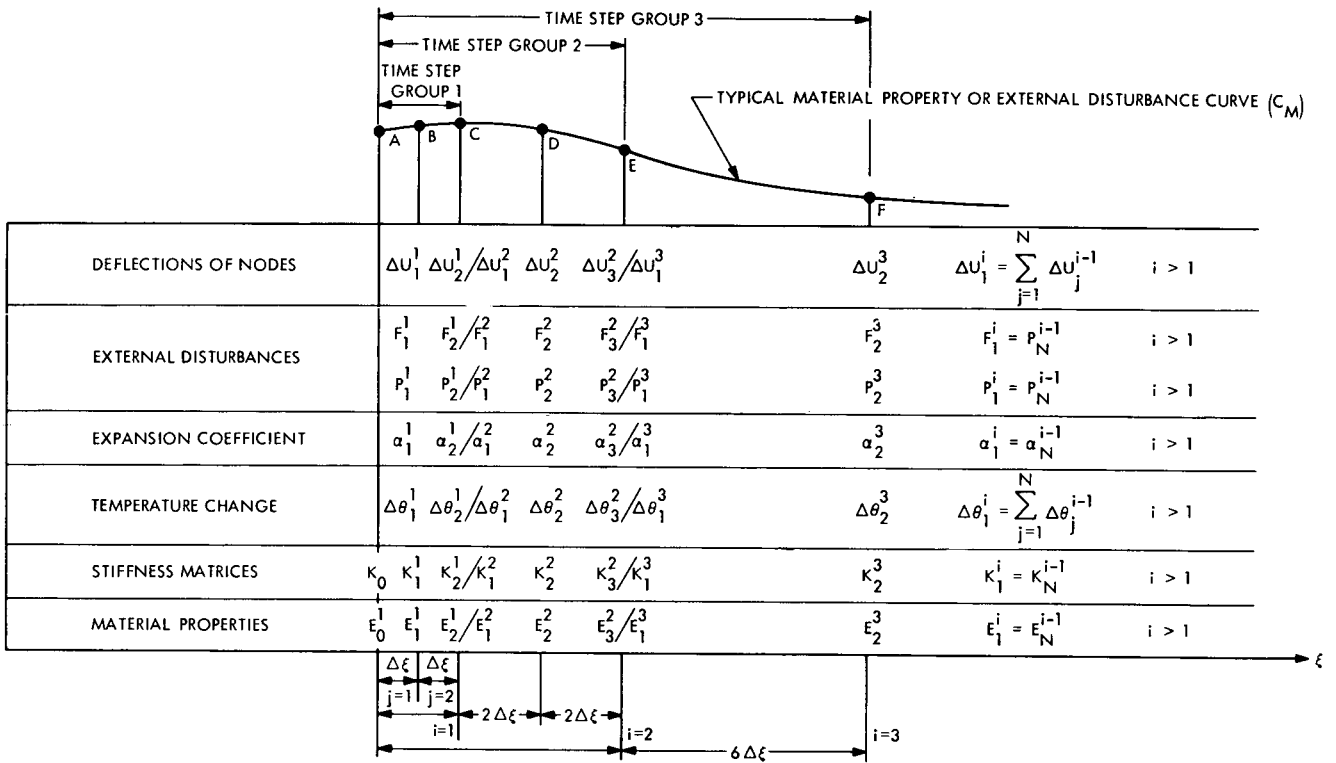 TIME STEP GROUP 3
TIME STEP GROUP 2
TIME STEP
GROUP 1
TYPICAL MATERIAL PROPERTY OR EXTERNAL DISTURBANCE CURVE (C_M)
A B C D E F
DEFLECTIONS OF NODES ΔU_1^1 ΔU_2^1/ΔU_1^2 ΔU_2^2 ΔU_3^2/ΔU_1^3 ΔU_2^3 ΔU_1^i = \sum_{j=1}^{N} ΔU_j^{i-1} i > 1
EXTERNAL DISTURBANCES
F_1^1 F_2^1/F_1^2 F_2^2 F_3^2/F_1^3 F_2^3 F_1^i = P_N^{i-1} i > 1
P_1^1 P_2^1/P_1^2 P_2^2 P_3^2/P_1^3 P_2^3 P_1^i = P_N^{i-1} i > 1
EXPANSION COEFFICIENT α_1^1 α_2^1/α_1^2 α_2^2 α_3^2/α_1^3 α_2^3 α_1^i = α_N^{i-1} i > 1
TEMPERATURE CHANGE Δθ_1^1 Δθ_2^1/Δθ_1^2 Δθ_2^2 Δθ_3^2/Δθ_1^3 Δθ_2^3 Δθ_1^i = \sum_{j=1}^{N} Δθ_j^{i-1} i > 1
STIFFNESS MATRICES K_0 K_1^1 K_2^1/K_1^2 K_2^2 K_3^2/K_1^3 K_2^3 K_1^i = K_N^{i-1} i > 1
MATERIAL PROPERTIES E_0^1 E_1^1 E_2^1/E_1^2 E_2^2 E_3^2/E_1^3 E_2^3 E_1^i = E_N^{i-1} i > 1
ξ
Δξ Δξ
j=1 j=2
2Δξ 2Δξ
i=1 i=2 i=3
6Δξ